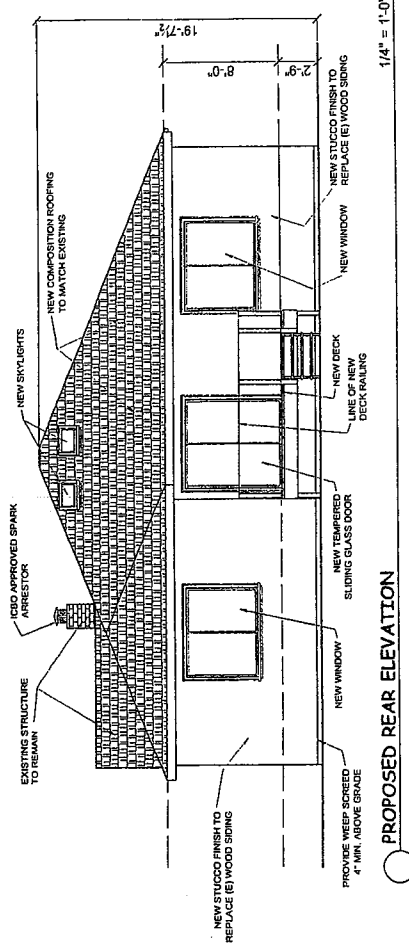 ICBO APPROVED SPARK
ARRESTOR
NEW SKYLIGHTS
EXISTING STRUCTURE
TO REMAIN
NEW COMPOSITION ROOFING
TO MATCH EXISTING
19'-7½"
8'-0"
2'-9"
NEW STUCCO FINISH TO
REPLACE (E) WOOD SIDING
PROVIDE WEEP SCREED
4" MIN. ABOVE GRADE
NEW WINDOW
NEW TEMPERED
SLIDING GLASS DOOR
NEW DECK
LINE OF NEW
DECK RAILING
NEW WINDOW
NEW STUCCO FINISH TO
REPLACE (E) WOOD SIDING
PROPOSED REAR ELEVATION
1/4" = 1'-0"